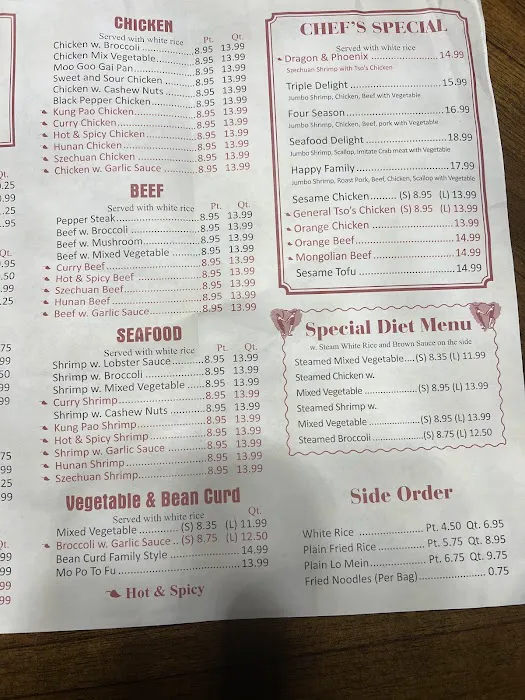 CHICKEN
Served with white rice Pt. Qt.
Chicken w. Broccoli 8.95 13.99
Chicken Mix Vegetable 8.95 13.99
Moo Goo Gai Pan 8.95 13.99
Sweet and Sour Chicken 8.95 13.99
Chicken w. Cashew Nuts 8.95 13.99
Black Pepper Chicken 8.95 13.99
Kung Pao Chicken 8.95 13.99
Curry Chicken 8.95 13.99
Hot & Spicy Chicken 8.95 13.99
Hunan Chicken 8.95 13.99
Szechuan Chicken 8.95 13.99
Chicken w. Garlic Sauce 8.95 13.99
BEEF
Served with white rice Pt. Qt.
Pepper Steak 8.95 13.99
Beef w. Broccoli 8.95 13.99
Beef w. Mushroom 8.95 13.99
Beef w. Mixed Vegetable 8.95 13.99
Curry Beef 8.95 13.99
Hot & Spicy Beef 8.95 13.99
Szechuan Beef 8.95 13.99
Hunan Beef 8.95 13.99
Beef w. Garlic Sauce 8.95 13.99
SEAFOOD
Served with white rice Pt. Qt.
Shrimp w. Lobster Sauce 8.95 13.99
Shrimp w. Broccoli 8.95 13.99
Shrimp w. Mixed Vegetable 8.95 13.99
Curry Shrimp 8.95 13.99
Shrimp w. Cashew Nuts 8.95 13.99
Kung Pao Shrimp 8.95 13.99
Hot & Spicy Shrimp 8.95 13.99
Shrimp w. Garlic Sauce 8.95 13.99
Hunan Shrimp 8.95 13.99
Szechuan Shrimp 8.95 13.99
Vegetable & Bean Curd
Served with white rice Qt.
Mixed Vegetable (S) 8.35 (L) 11.99
Broccoli w. Garlic Sauce (S) 8.75 (L) 12.50
Bean Curd Family Style 14.99
Mo Po To Fu 13.99
Hot & Spicy
CHEF'S SPECIAL
Served with white rice
Dragon & Phoenix 14.99
Szechuan Shrimp with Tso's Chicken
Triple Delight 15.99
Jumbo Shrimp, Chicken, Beef with Vegetable
Four Season 16.99
Jumbo Shrimp, Chicken, Beef, pork with Vegetable
Seafood Delight 18.99
Jumbo Shrimp, Scallop, Imitate Crab meat with Vegetable
Happy Family 17.99
Jumbo Shrimp, Roast Pork, Beef, Chicken, Scallop with Vegetable
Sesame Chicken (S) 8.95 (L) 13.99
General Tso's Chicken (S) 8.95 (L) 13.99
Orange Chicken 13.99
Orange Beef 14.99
Mongolian Beef 14.99
Sesame Tofu 14.99
Special Diet Menu
w. Steam White Rice and Brown Sauce on the side
Steamed Mixed Vegetable (S) 8.35 (L) 11.99
Steamed Chicken w.
Mixed Vegetable (S) 8.95 (L) 13.99
Steamed Shrimp w.
Mixed Vegetable (S) 8.95 (L) 13.99
Steamed Broccoli (S) 8.75 (L) 12.50
Side Order
White Rice Pt. 4.50 Qt. 6.95
Plain Fried Rice Pt. 5.75 Qt. 8.95
Plain Lo Mein Pt. 6.75 Qt. 9.75
Fried Noodles (Per Bag) 0.75